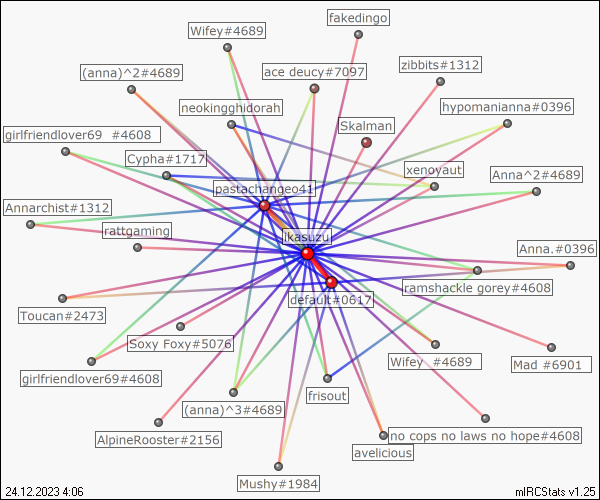 fakedingo
Wifey#4689
zibbits#1312
(anna)^2#4689
ace deucy#7097
neokingghidorah
hypomanianna#0396
Skalman
girlfriendlover69 #4608
Cypha#1717
xenoyaut
Anna^2#4689
pastachangeo41
Annarchist#1312
rattgaming
ikasuzu
Anna.#0396
ramshackle gorey#4608
default#0617
Toucan#2473
Soxy Foxy#5076
Wifey #4689
Mad #6901
girlfriendlover69#4608
frisout
(anna)^3#4689
AlpineRooster#2156
no cops no laws no hope#4608
avelicious
Mushy#1984
24.12.2023 4:06
mIRCStats v1.25